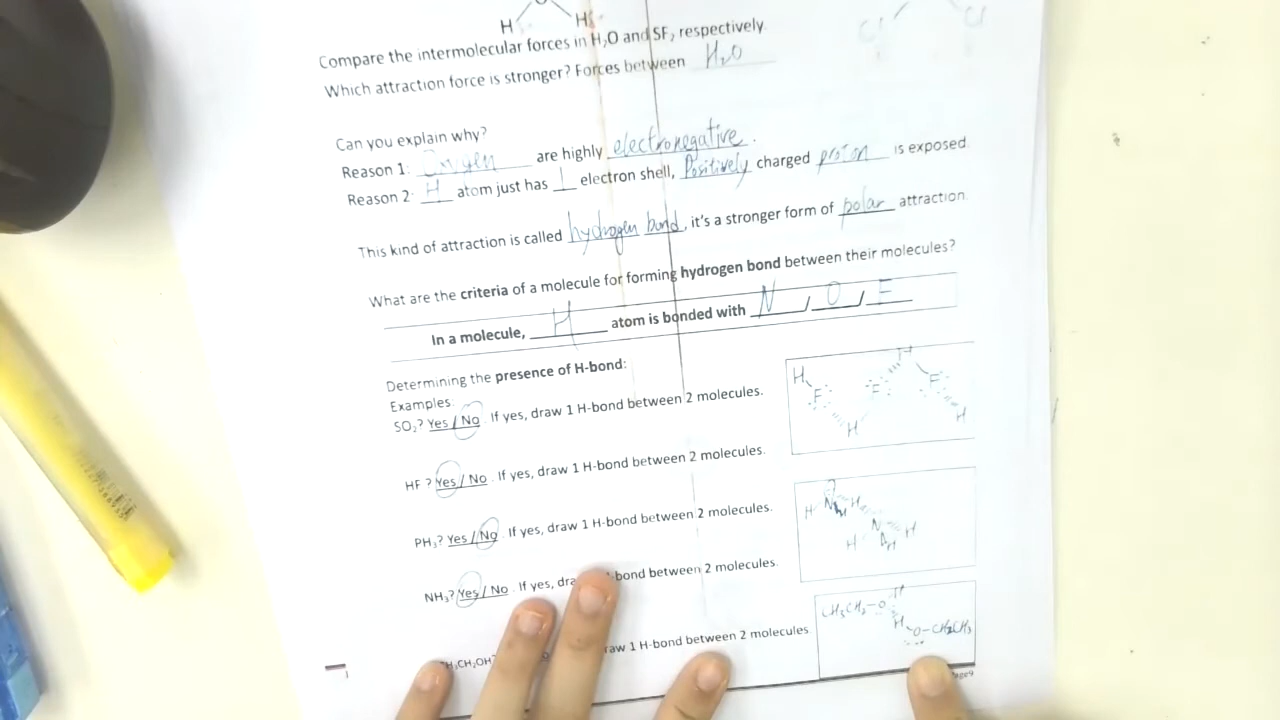 H H
Compare the intermolecular forces in H₂O and SF₂ respectively.
Which attraction force is stronger? Forces between H₂O
Can you explain why?
Reason 1: Oxygen are highly electronegative.
Reason 2: H atom just has 1 electron shell, Positively charged proton is exposed.
This kind of attraction is called hydrogen bond, it's a stronger form of polar attraction.
What are the criteria of a molecule for forming hydrogen bond between their molecules?
In a molecule, H atom is bonded with N / O / F
Determining the presence of H-bond:
Examples:
SO₂? Yes / No. If yes, draw 1 H-bond between 2 molecules.
H F H F H F H
HF ? Yes / No. If yes, draw 1 H-bond between 2 molecules.
PH₃? Yes / No. If yes, draw 1 H-bond between 2 molecules.
H N H H N H H H
NH₃? Yes / No. If yes, dra bond between 2 molecules.
CH₃CH₂-O H
H O-CH₂CH₃
H₃CH₂OH raw 1 H-bond between 2 molecules
age9